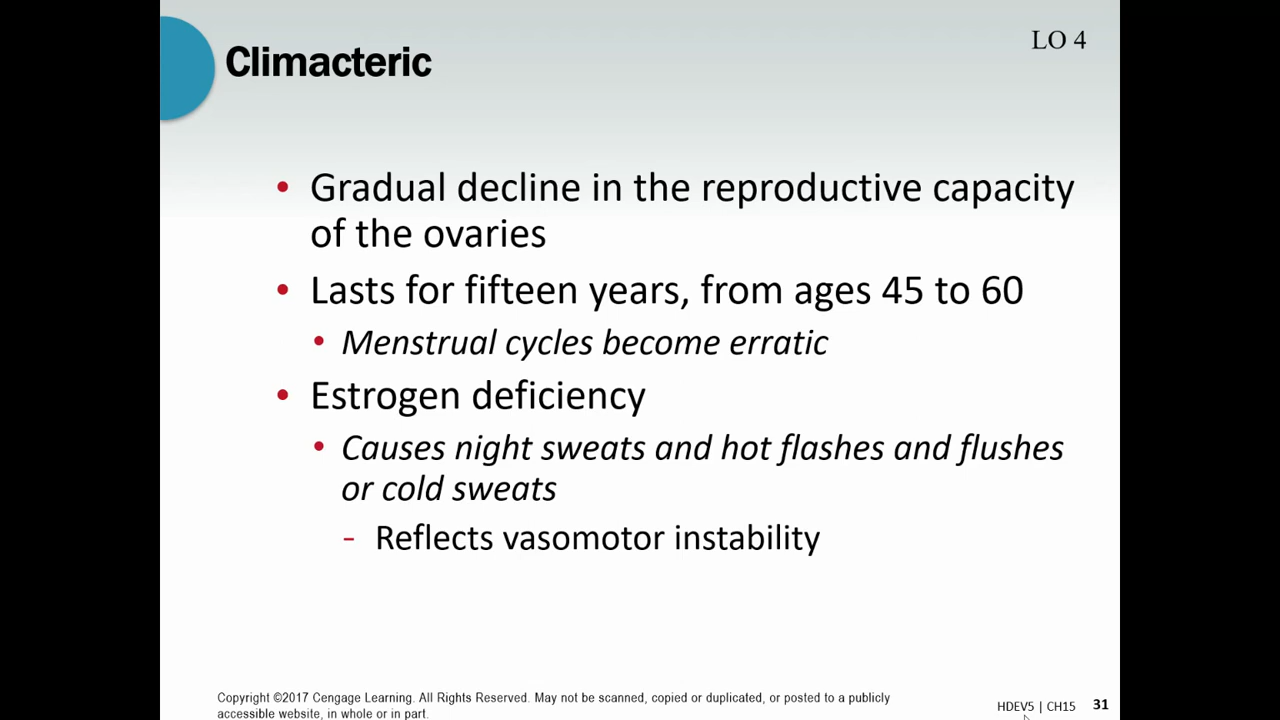 LO 4
Climacteric
• Gradual decline in the reproductive capacity
of the ovaries
• Lasts for fifteen years, from ages 45 to 60
• Menstrual cycles become erratic
• Estrogen deficiency
• Causes night sweats and hot flashes and flushes
or cold sweats
- Reflects vasomotor instability
Copyright ©2017 Cengage Learning. All Rights Reserved. May not be scanned, copied or duplicated, or posted to a publicly
accessible website, in whole or in part.
HDEV5 | CH15 31